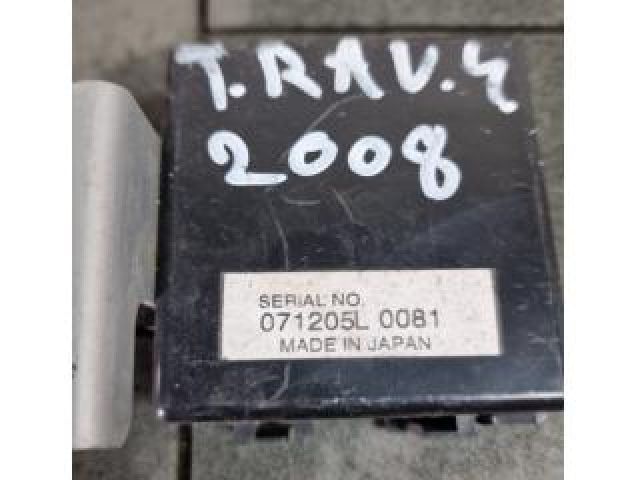 T.RAV.4
2008
SERIAL NO.
071205L 0081
MADE IN JAPAN